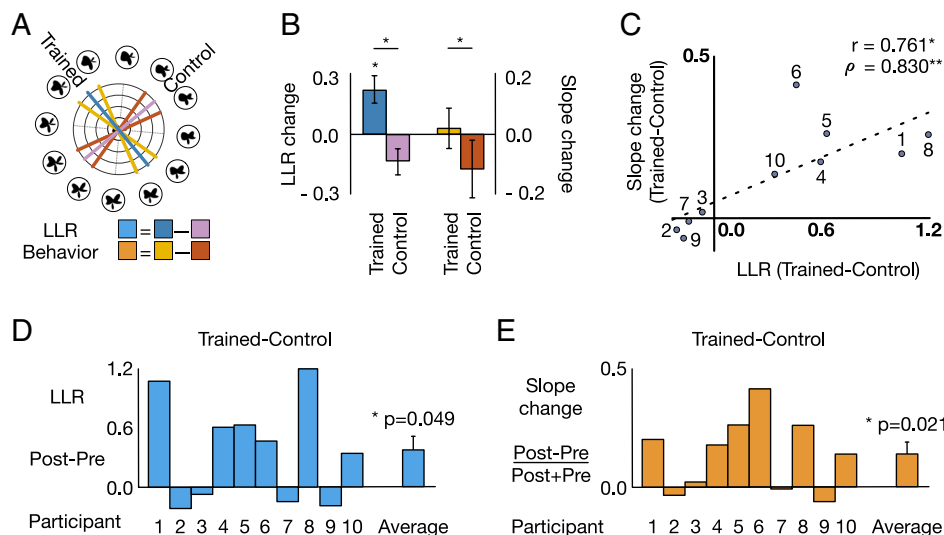 A
Trained
Control
LLR
=
–
Behavior
=
–
B
*
*
*
LLR change
0.3
0.0
-0.3
Slope change
0.2
0.0
-0.2
Trained
Control
Trained
Control
C
Slope change
(Trained-Control)
0.5
r = 0.761*
ρ = 0.830**
6
5
1
8
10
4
7
3
2
9
0.0
0.6
1.2
LLR (Trained-Control)
D
Trained-Control
LLR
Post-Pre
1.2
0.6
0.0
* p=0.049
Participant
1 2 3 4 5 6 7 8 9 10 Average
E
Trained-Control
Slope
change
Post-Pre
Post+Pre
0.5
0.0
* p=0.021
Participant
1 2 3 4 5 6 7 8 9 10 Average